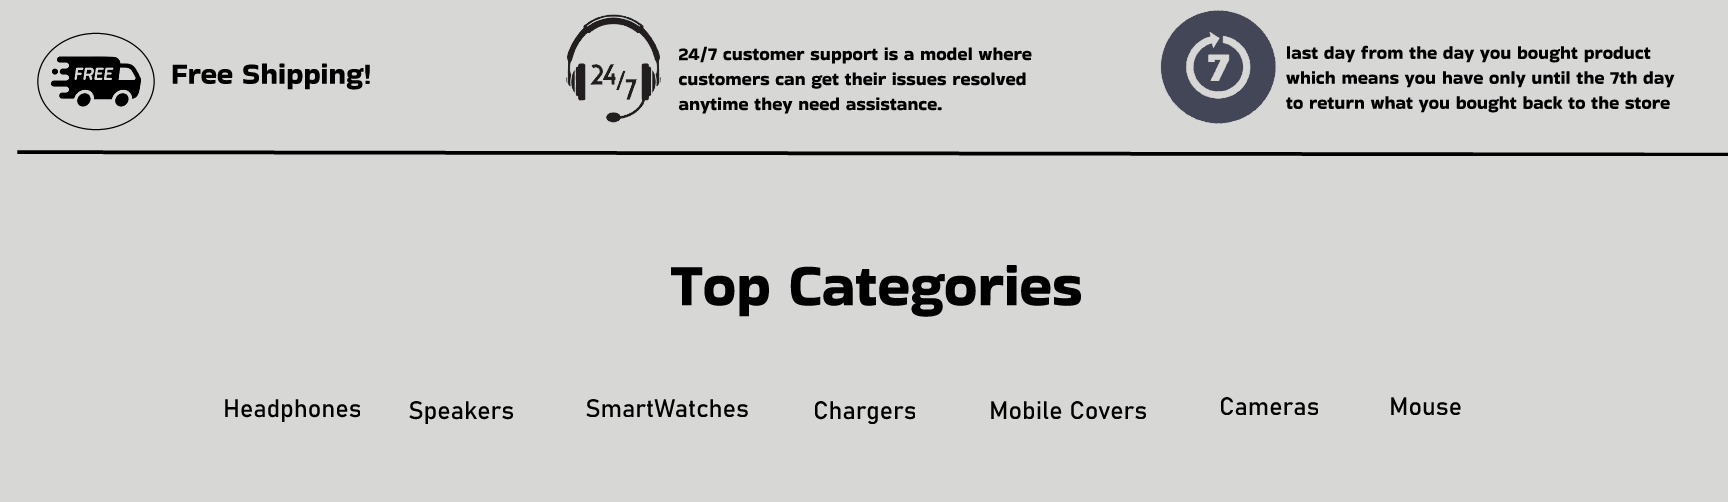 FREE
Free Shipping!
24/7
24/7 customer support is a model where
customers can get their issues resolved
anytime they need assistance.
7
last day from the day you bought product
which means you have only until the 7th day
to return what you bought back to the store
Top Categories
Headphones Speakers SmartWatches Chargers Mobile Covers Cameras Mouse